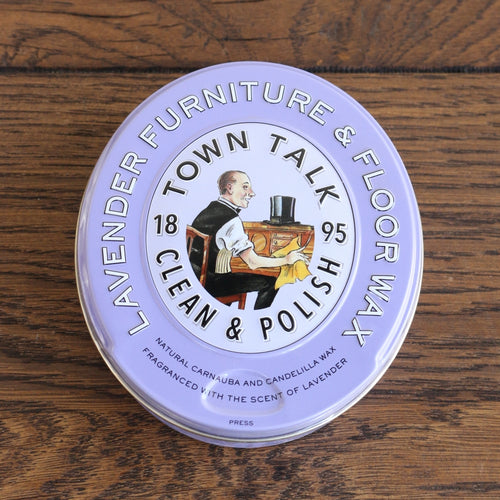 LAVENDER FURNITURE & FLOOR WAX
TOWN TALK
18 95
CLEAN & POLISH
NATURAL CARNAUBA AND CANDELILLA WAX
FRAGRANCED WITH THE SCENT OF LAVENDER
PRESS